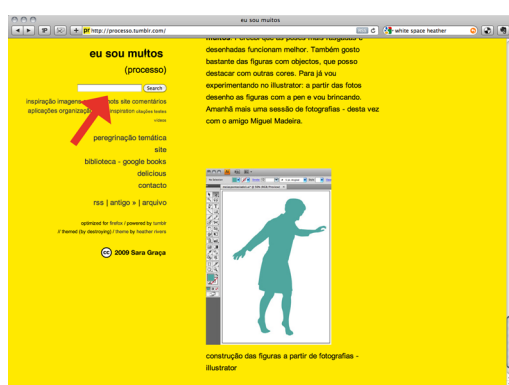 eu sou muitos
http://processo.tumblr.com/
white space heather
eu sou muitos
(processo)
Search
inspiração imagens site comentários
aplicações organização inspiration citações textes
videos
peregrinação temática
site
biblioteca - google books
delicious
contacto
rss | antigo » | arquivo
optimized for firefox / powered by tumblr
// themed (by destroying) / theme by heather rivers
cc 2009 Sara Graça
desenhadas funcionam melhor. Também gosto
bastante das figuras com objectos, que posso
destacar com outras cores. Para já vou
experimentando no illustrator: a partir das fotos
desenho as figuras com a pen e vou brincando.
Amanhã mais uma sessão de fotografias - desta vez
com o amigo Miguel Madeira.
construção das figuras a partir de fotografias -
illustrator